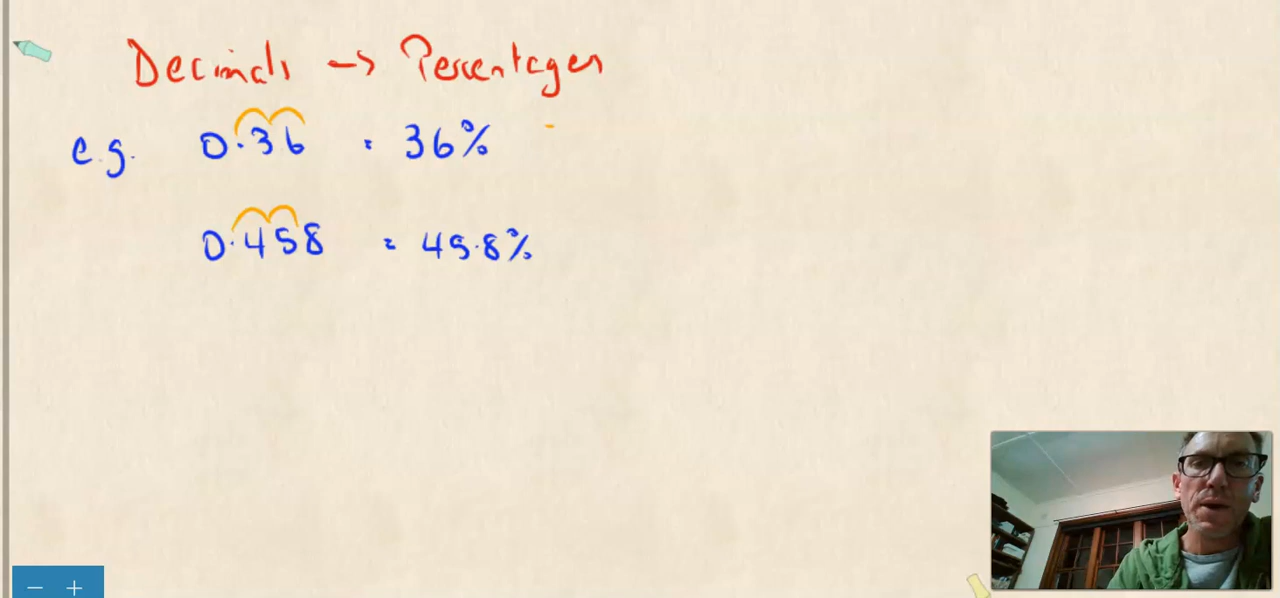 Decimals -> Percentages
e.g. 0.36 = 36%
0.458 = 45.8%